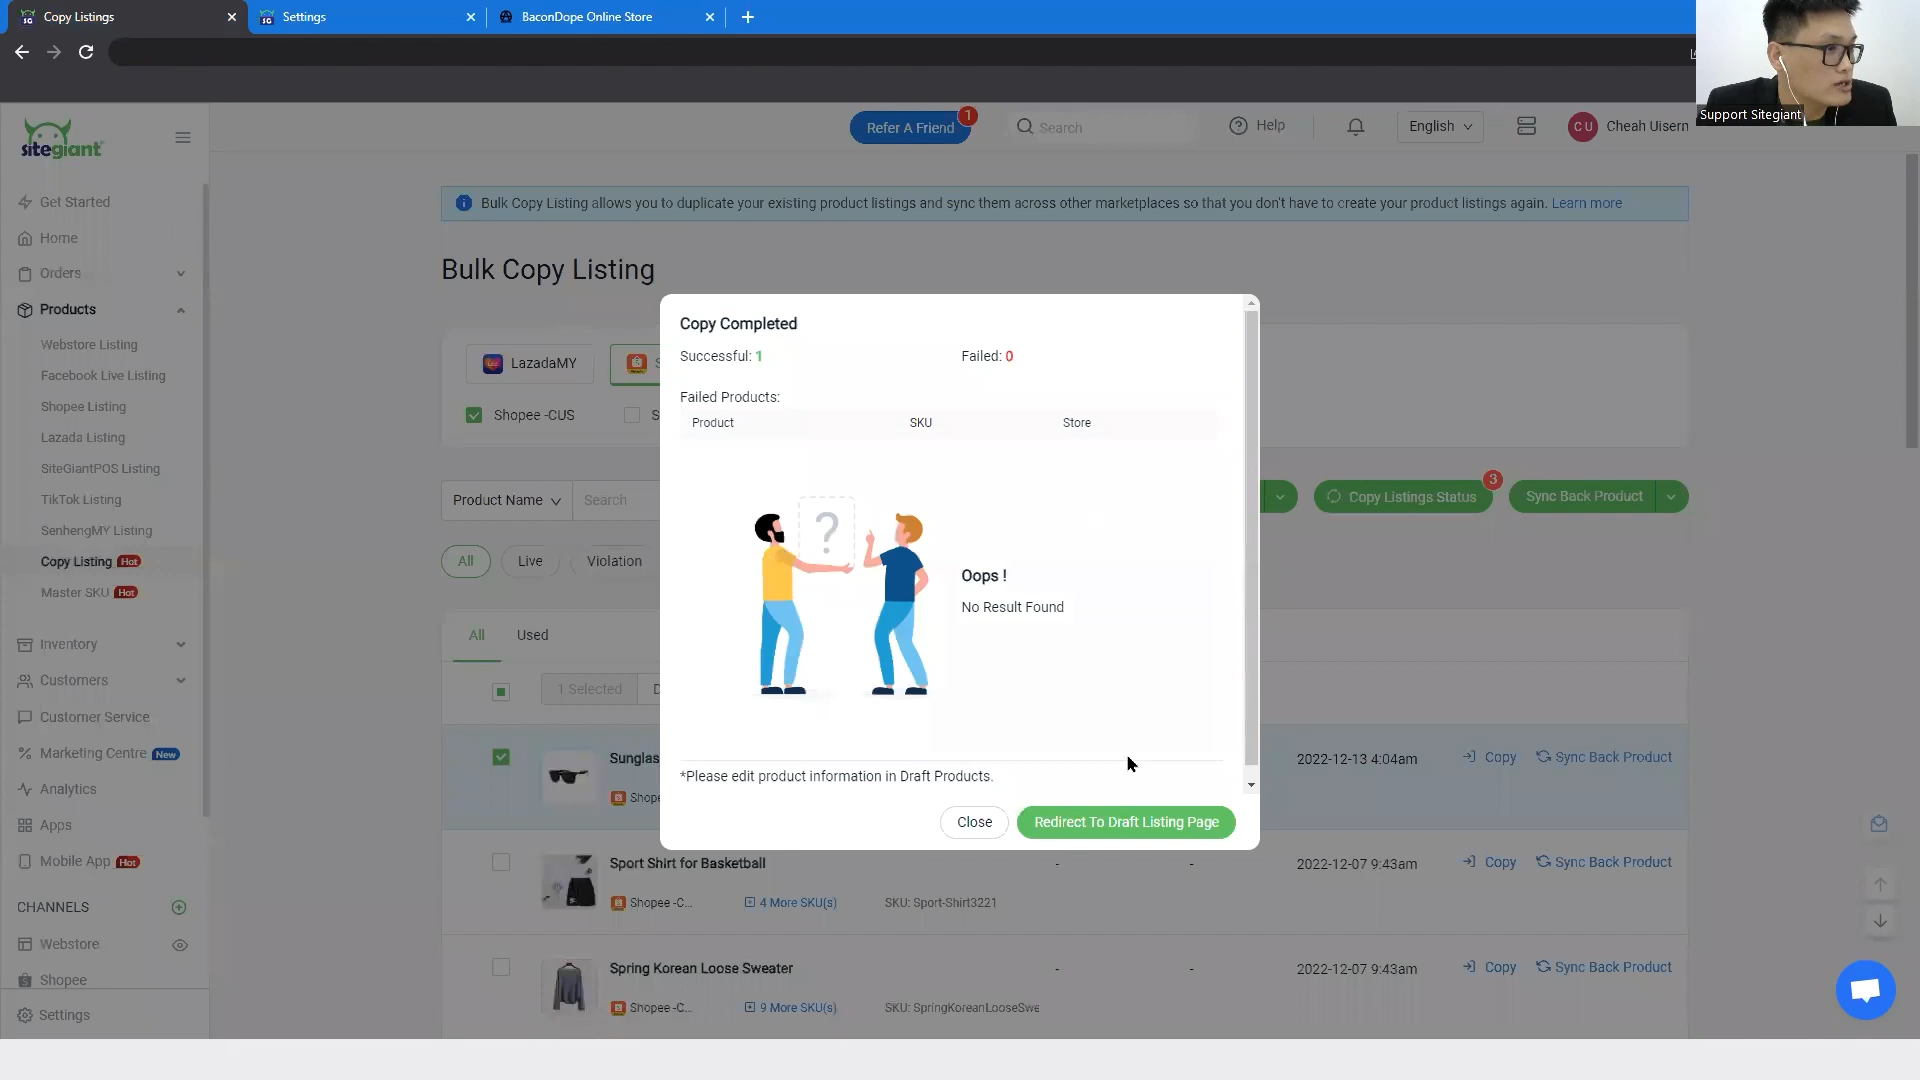 Copy Listings
Settings
BaconDope Online Store
Support Sitegiant
sitegiant
Refer A Friend
1
Search
Help
English
CU
Cheah Uisern
Get Started
Home
Orders
Products
Webstore Listing
Facebook Live Listing
Shopee Listing
Lazada Listing
SiteGiantPOS Listing
TikTok Listing
SenhengMY Listing
Copy Listing Hot
Master SKU Hot
Inventory
Customers
Customer Service
Marketing Centre New
Analytics
Apps
Mobile App Hot
CHANNELS
Webstore
Shopee
Settings
Bulk Copy Listing allows you to duplicate your existing product listings and sync them across other marketplaces so that you don't have to create your product listings again. Learn more
Bulk Copy Listing
LazadaMY
S
Shopee -CUS
S
Product Name
Search
Copy Listings Status
3
Sync Back Product
All
Live
Violation
All
Used
1 Selected
D
Sunglas
Shope
2022-12-13 4:04am
Copy
Sync Back Product
Sport Shirt for Basketball
-
-
2022-12-07 9:43am
Copy
Sync Back Product
Shopee -C...
4 More SKU(s)
SKU: Sport-Shirt3221
Spring Korean Loose Sweater
-
-
2022-12-07 9:43am
Copy
Sync Back Product
Shopee -C...
9 More SKU(s)
SKU: SpringKoreanLooseSwe
Copy Completed
Successful: 1
Failed: 0
Failed Products:
Product
SKU
Store
?
Oops !
No Result Found
*Please edit product information in Draft Products.
Close
Redirect To Draft Listing Page